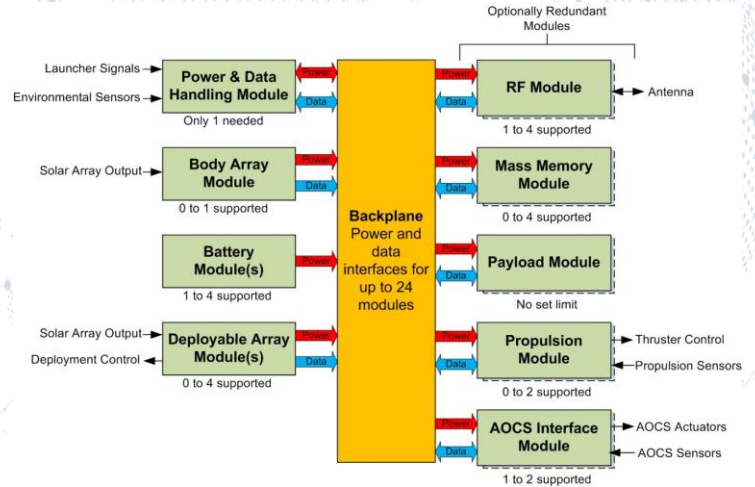 Optionally Redundant
Modules
Launcher Signals
Environmental Sensors
Power & Data
Handling Module
Power
Data
Only 1 needed
Solar Array Output
Body Array
Module
Power
Data
0 to 1 supported
Battery
Module(s)
Power
1 to 4 supported
Solar Array Output
Deployment Control
Deployable Array
Module(s)
Power
Data
0 to 4 supported
Backplane
Power and
data
interfaces for
up to 24
modules
Power
Data
RF Module
Antenna
1 to 4 supported
Power
Data
Mass Memory
Module
0 to 4 supported
Power
Data
Payload Module
No set limit
Power
Data
Propulsion
Module
Thruster Control
Propulsion Sensors
0 to 2 supported
Power
Data
AOCS Interface
Module
AOCS Actuators
AOCS Sensors
1 to 2 supported